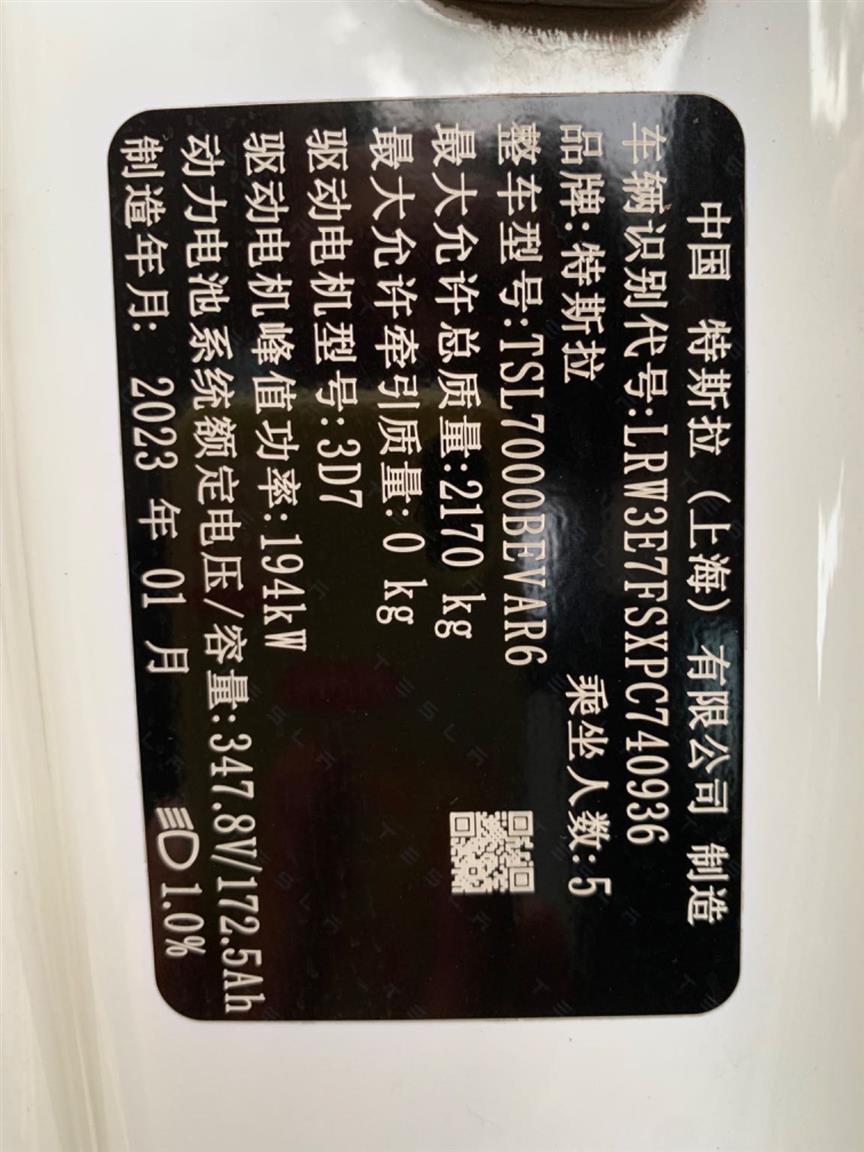 中国 特斯拉（上海）有限公司 制造
车辆识别代号:LRW3E7FSXPC740936
品牌:特斯拉 乘坐人数:5
整车型号:TSL7000BEVAR6
最大允许总质量:2170 kg
最大允许牵引质量:0 kg
驱动电机型号:3D7
驱动电机峰值功率:194kW
动力电池系统额定电压/容量:347.8V/172.5Ah
制造年月: 2023 年 01 月 1.0%